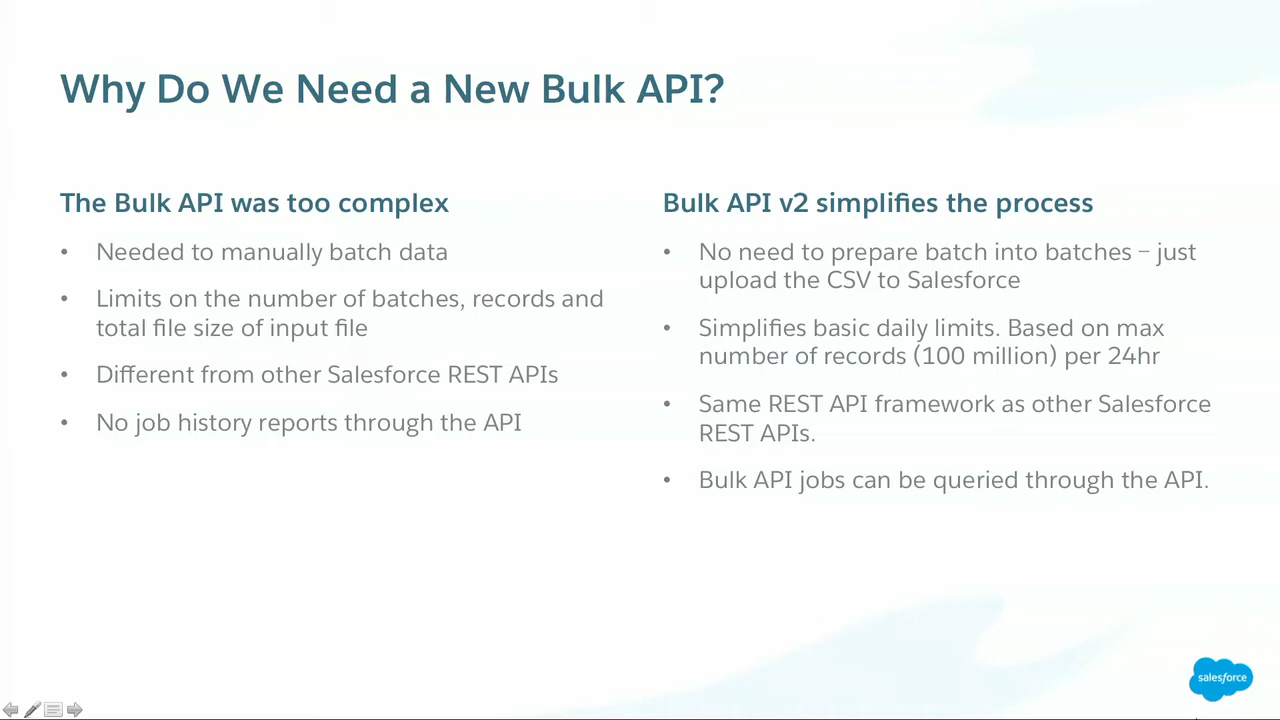 Why Do We Need a New Bulk API?
The Bulk API was too complex
• Needed to manually batch data
• Limits on the number of batches, records and
total file size of input file
• Different from other Salesforce REST APIs
• No job history reports through the API
Bulk API v2 simplifies the process
• No need to prepare batch into batches – just
upload the CSV to Salesforce
• Simplifies basic daily limits. Based on max
number of records (100 million) per 24hr
• Same REST API framework as other Salesforce
REST APIs.
• Bulk API jobs can be queried through the API.
salesforce